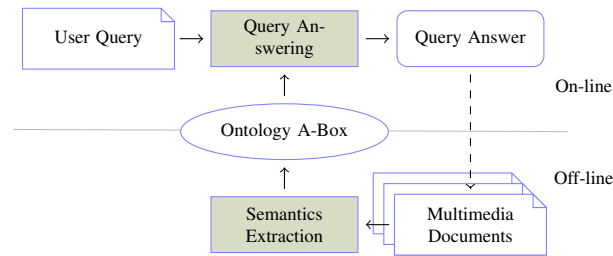 User Query
Query An-
swering
Query Answer
On-line
Ontology A-Box
Off-line
Semantics
Extraction
Multimedia
Documents